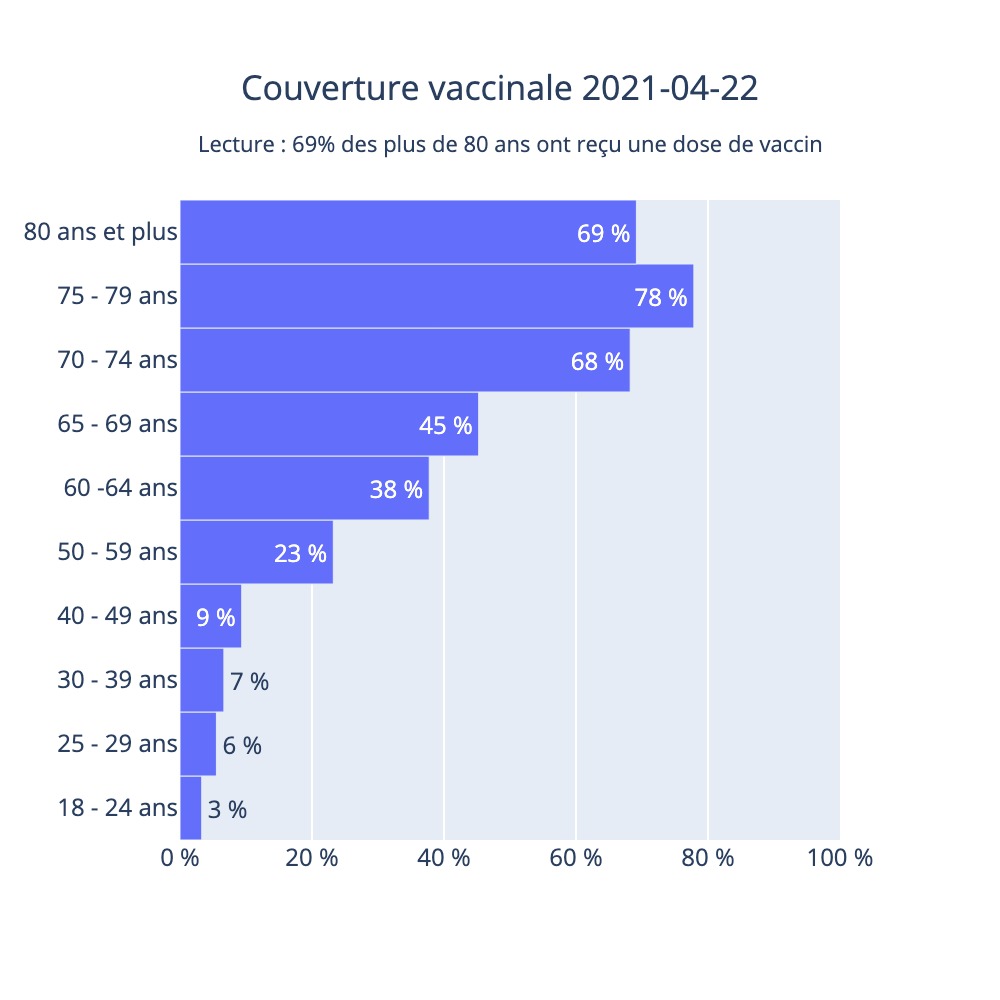 Couverture vaccinale 2021-04-22
Lecture : 69% des plus de 80 ans ont reçu une dose de vaccin
80 ans et plus 69 %
75 - 79 ans 78 %
70 - 74 ans 68 %
65 - 69 ans 45 %
60 -64 ans 38 %
50 - 59 ans 23 %
40 - 49 ans 9 %
30 - 39 ans 7 %
25 - 29 ans 6 %
18 - 24 ans 3 %
0 % 20 % 40 % 60 % 80 % 100 %